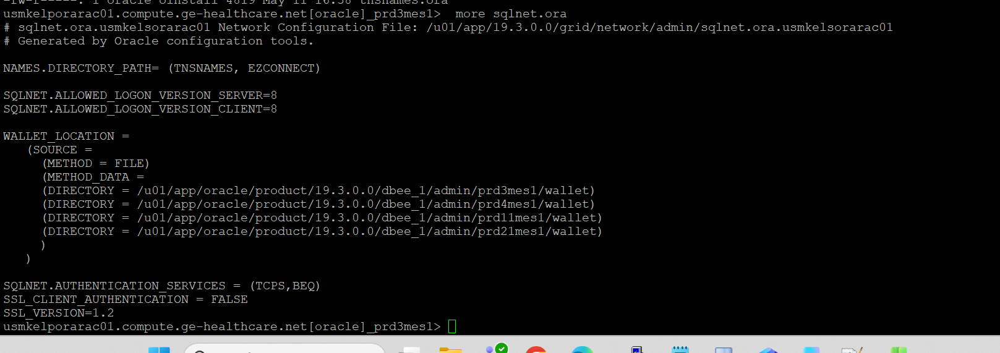 -rw-r-----. 1 oracle oinstall 4819 May 11 16:38 tnsnames.ora
usmkelporarac01.compute.ge-healthcare.net[oracle]_prd3mes1>  more sqlnet.ora
# sqlnet.ora.usmkelsorarac01 Network Configuration File: /u01/app/19.3.0.0/grid/network/admin/sqlnet.ora.usmkelsorarac01
# Generated by Oracle configuration tools.
NAMES.DIRECTORY_PATH= (TNSNAMES, EZCONNECT)
SQLNET.ALLOWED_LOGON_VERSION_SERVER=8
SQLNET.ALLOWED_LOGON_VERSION_CLIENT=8
WALLET_LOCATION =
(SOURCE =
(METHOD = FILE)
(METHOD_DATA =
(DIRECTORY = /u01/app/oracle/product/19.3.0.0/dbee_1/admin/prd3mes1/wallet)
(DIRECTORY = /u01/app/oracle/product/19.3.0.0/dbee_1/admin/prd4mes1/wallet)
(DIRECTORY = /u01/app/oracle/product/19.3.0.0/dbee_1/admin/prd11mes1/wallet)
(DIRECTORY = /u01/app/oracle/product/19.3.0.0/dbee_1/admin/prd21mes1/wallet)
)
)
SQLNET.AUTHENTICATION_SERVICES = (TCPS,BEQ)
SSL_CLIENT_AUTHENTICATION = FALSE
SSL_VERSION=1.2
usmkelporarac01.compute.ge-healthcare.net[oracle]_prd3mes1>